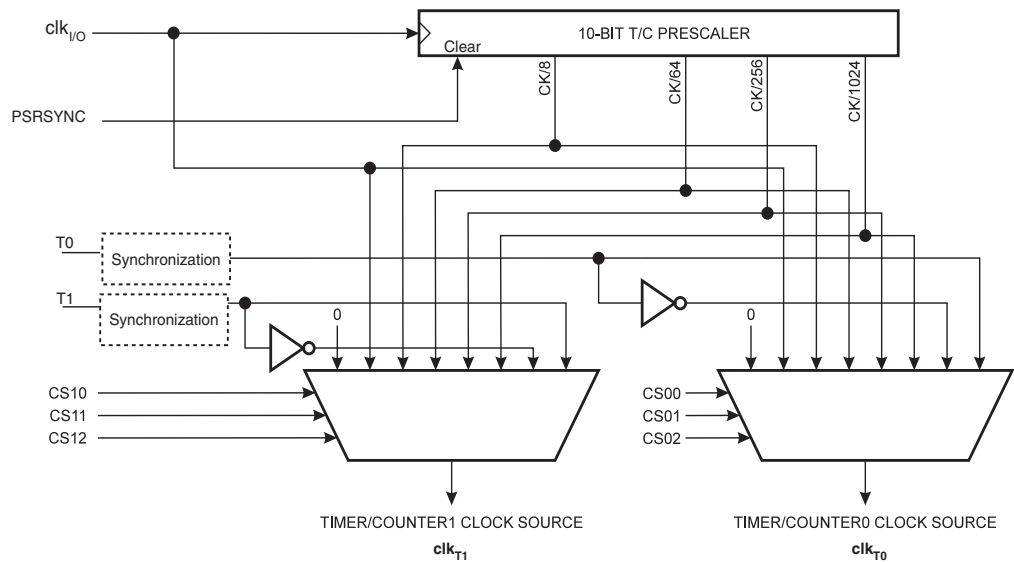 clkI/O
10-BIT T/C PRESCALER
Clear
CK/8
CK/64
CK/256
CK/1024
PSRSYNC
T0
Synchronization
T1
Synchronization
0
0
CS10
CS11
CS12
CS00
CS01
CS02
TIMER/COUNTER1 CLOCK SOURCE
clkT1
TIMER/COUNTER0 CLOCK SOURCE
clkT0